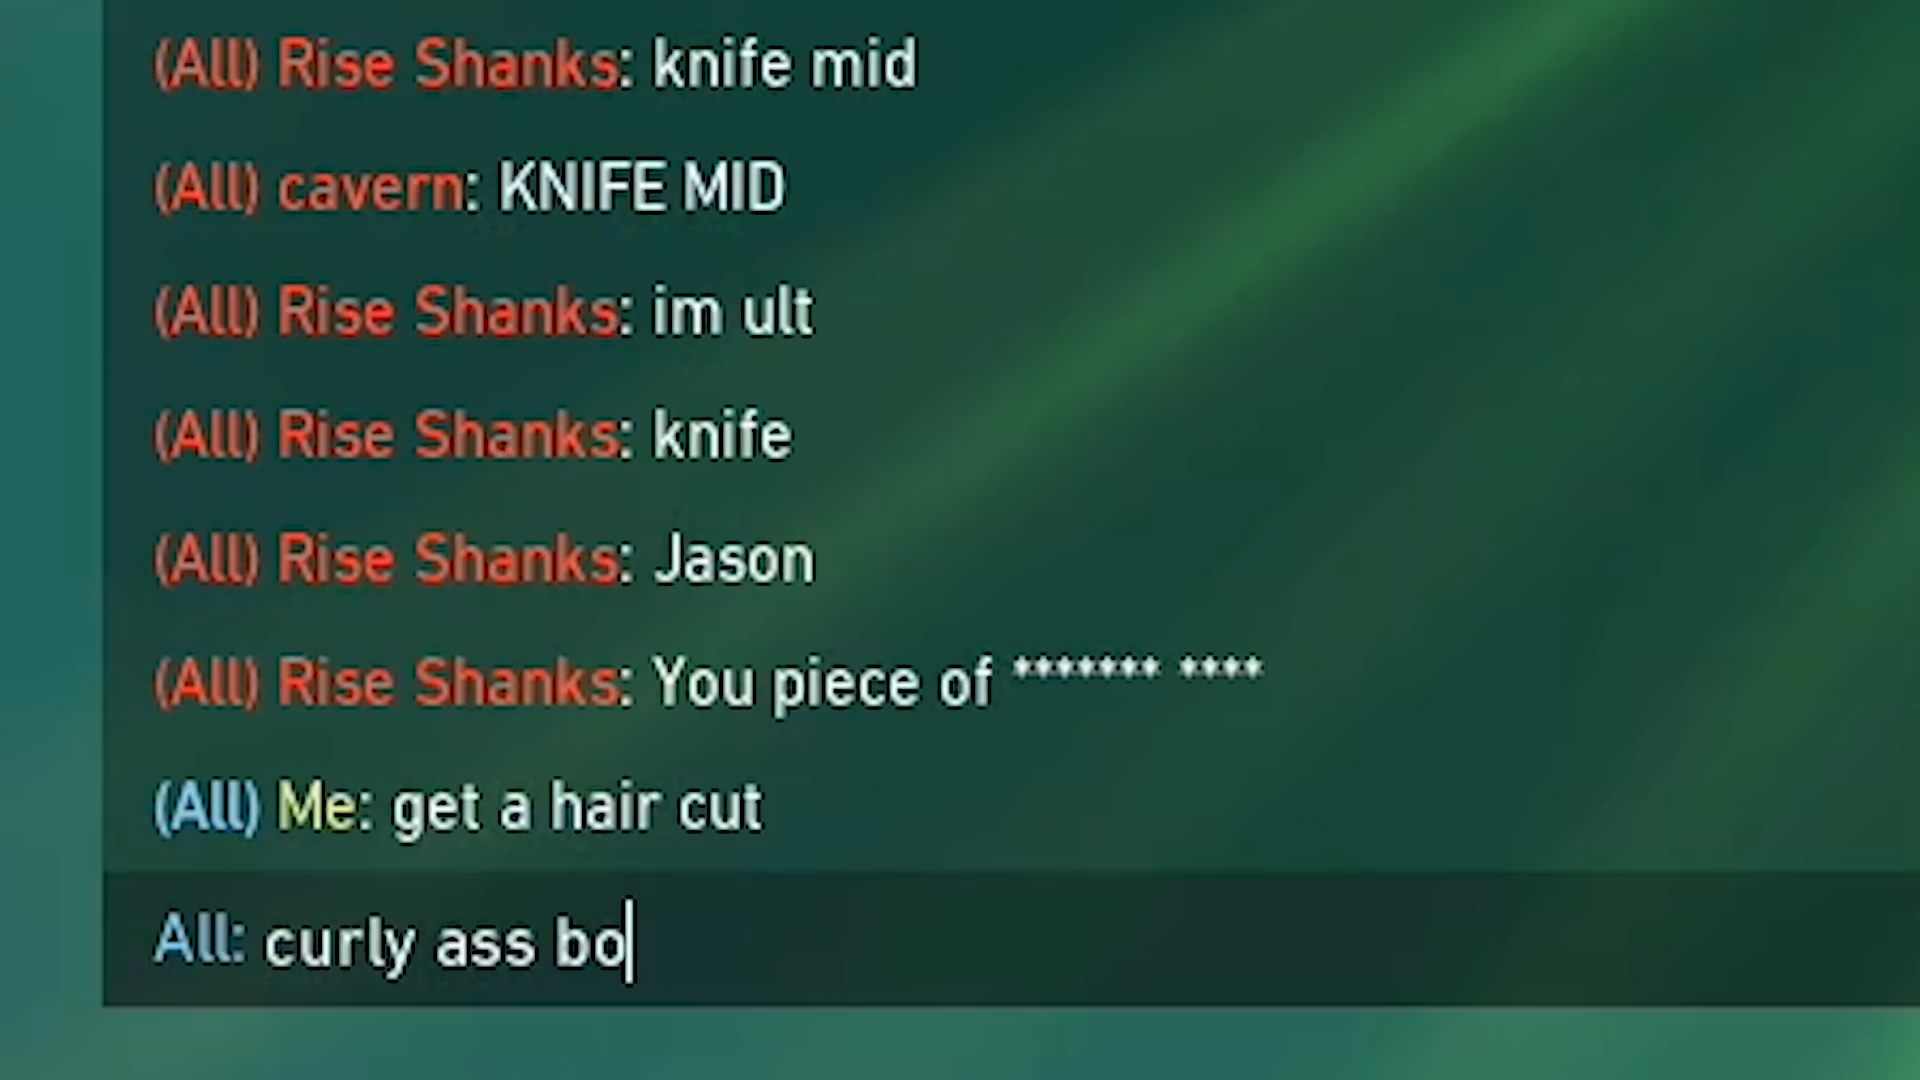 (All) Rise Shanks: knife mid
(All) cavern: KNIFE MID
(All) Rise Shanks: im ult
(All) Rise Shanks: knife
(All) Rise Shanks: Jason
(All) Rise Shanks: You piece of ******* ****
(All) Me: get a hair cut
All: curly ass bo